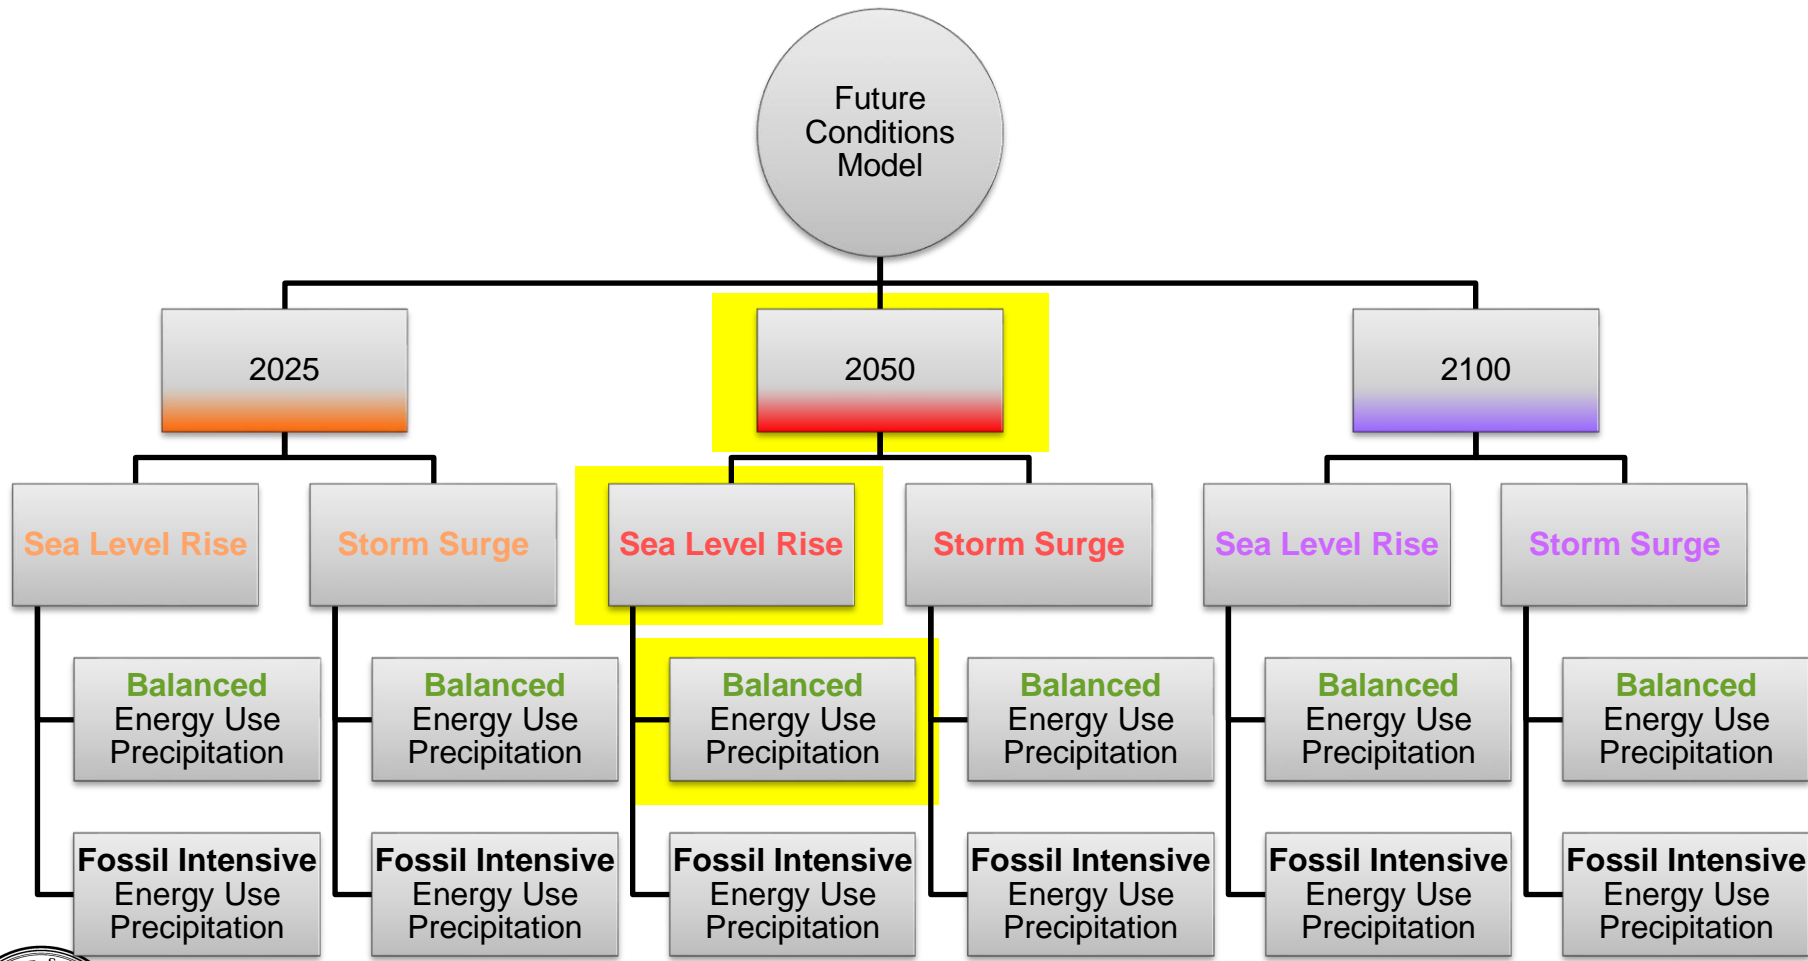 Future
Conditions
Model
2025
2050
2100
Sea Level Rise
Storm Surge
Sea Level Rise
Storm Surge
Sea Level Rise
Storm Surge
Balanced
Energy Use
Precipitation
Balanced
Energy Use
Precipitation
Balanced
Energy Use
Precipitation
Balanced
Energy Use
Precipitation
Balanced
Energy Use
Precipitation
Balanced
Energy Use
Precipitation
Fossil Intensive
Energy Use
Precipitation
Fossil Intensive
Energy Use
Precipitation
Fossil Intensive
Energy Use
Precipitation
Fossil Intensive
Energy Use
Precipitation
Fossil Intensive
Energy Use
Precipitation
Fossil Intensive
Energy Use
Precipitation